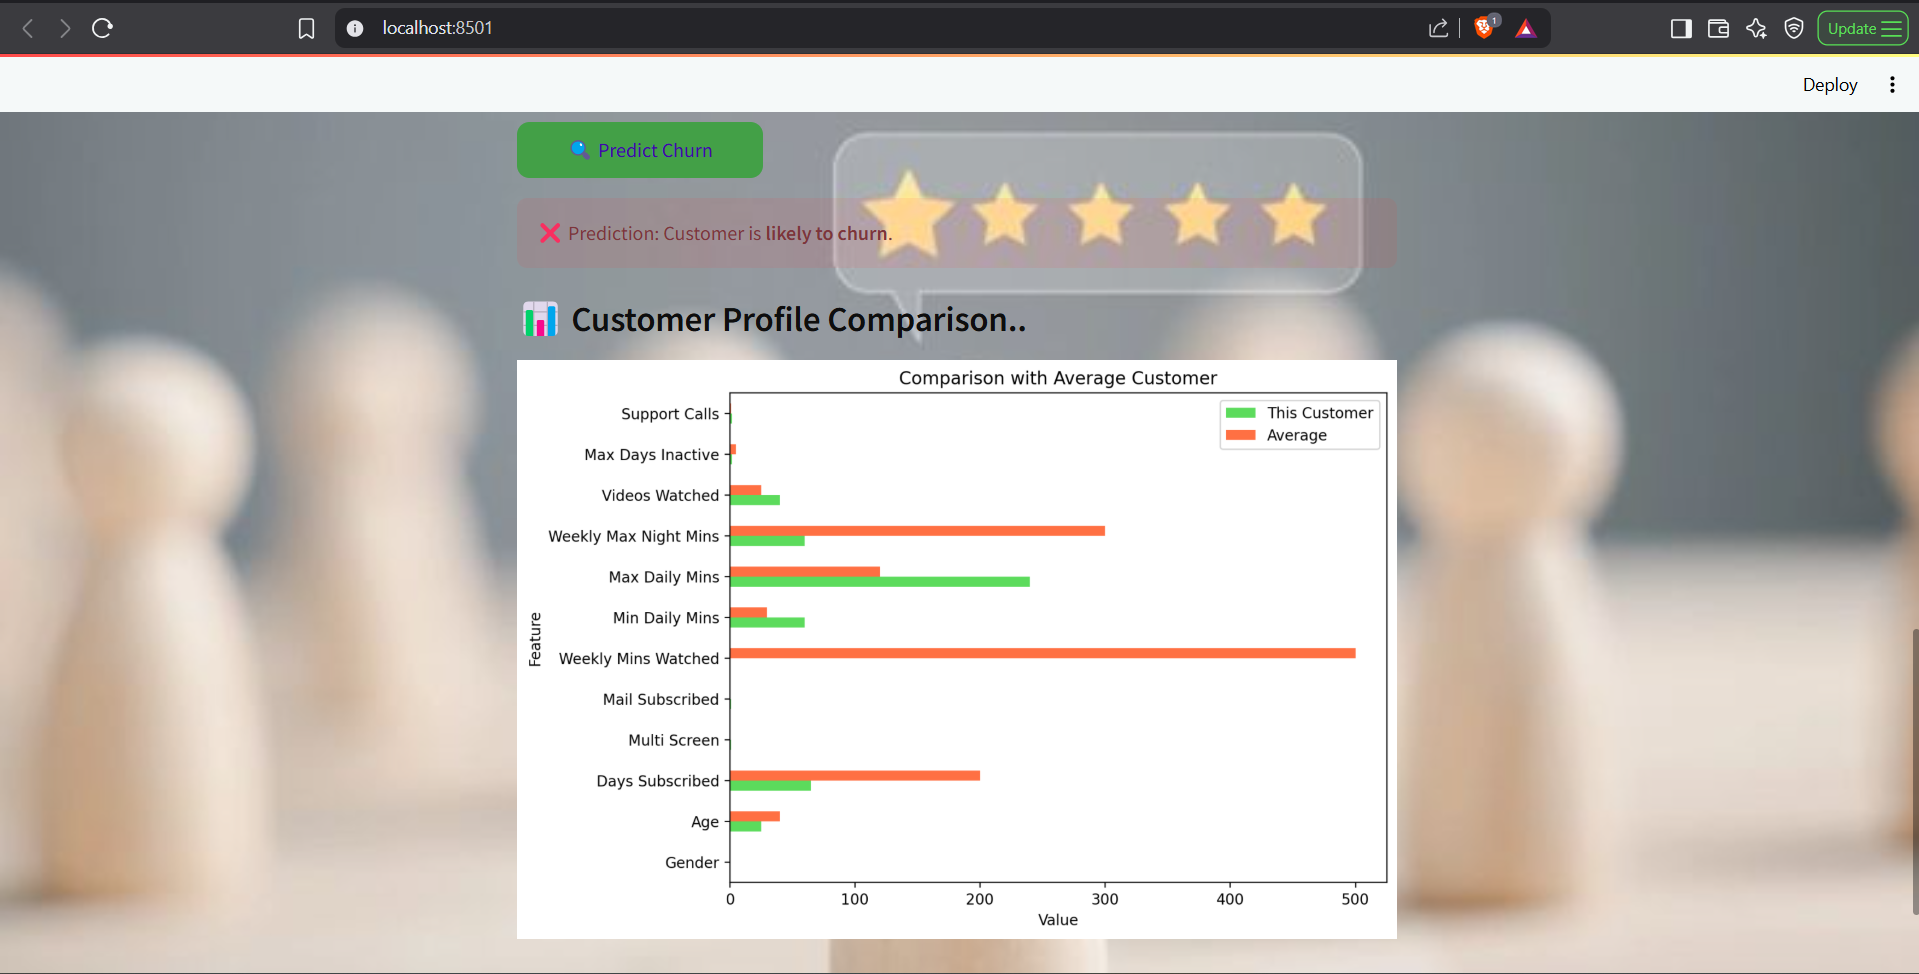 localhost:8501
1
Update
Deploy
Predict Churn
Prediction: Customer is likely to churn.
Customer Profile Comparison..
Comparison with Average Customer
This Customer
Average
Support Calls
Max Days Inactive
Videos Watched
Weekly Max Night Mins
Max Daily Mins
Min Daily Mins
Weekly Mins Watched
Mail Subscribed
Multi Screen
Days Subscribed
Age
Gender
Feature
0 100 200 300 400 500
Value